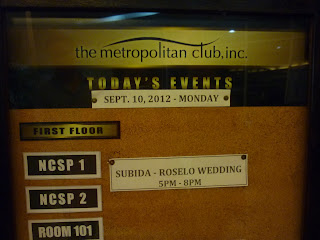 the metropolitan club, inc.
TODAY'S EVENTS
SEPT. 10, 2012 - MONDAY
FIRST FLOOR
NCSP 1
SUBIDA - ROSELO WEDDING
5PM - 8PM
NCSP 2
ROOM 101